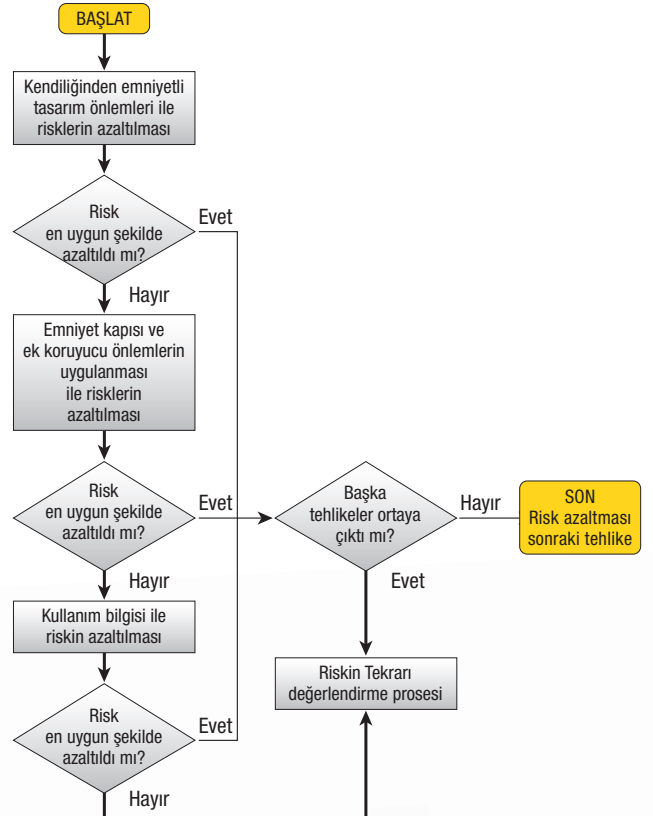 BAŞLAT
Kendiliğinden emniyetli
tasarım önlemleri ile
risklerin azaltılması
Risk
en uygun şekilde
azaltıldı mı?
Evet
Hayır
Emniyet kapısı ve
ek koruyucu önlemlerin
uygulanması
ile risklerin
azaltılması
Risk
en uygun şekilde
azaltıldı mı?
Evet
Hayır
Başka
tehlikeler ortaya
çıktı mı?
Hayır
SON
Risk azaltması
sonraki tehlike
Evet
Kullanım bilgisi ile
riskin azaltılması
Riskin Tekrarı
değerlendirme prosesi
Risk
en uygun şekilde
azaltıldı mı?
Evet
Hayır